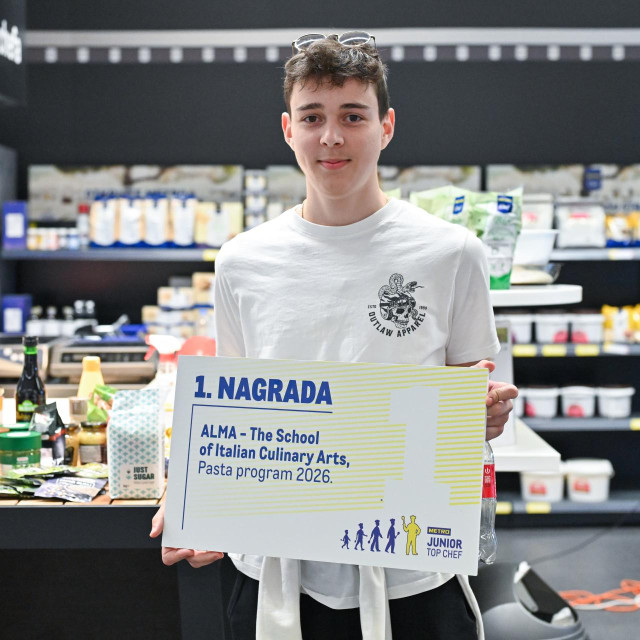 OUTLAW APPAREL
1. NAGRADA
ALMA – The School
of Italian Culinary Arts,
Pasta program 2026.
METRO
JUNIOR
TOP CHEF
JUST
SUGAR